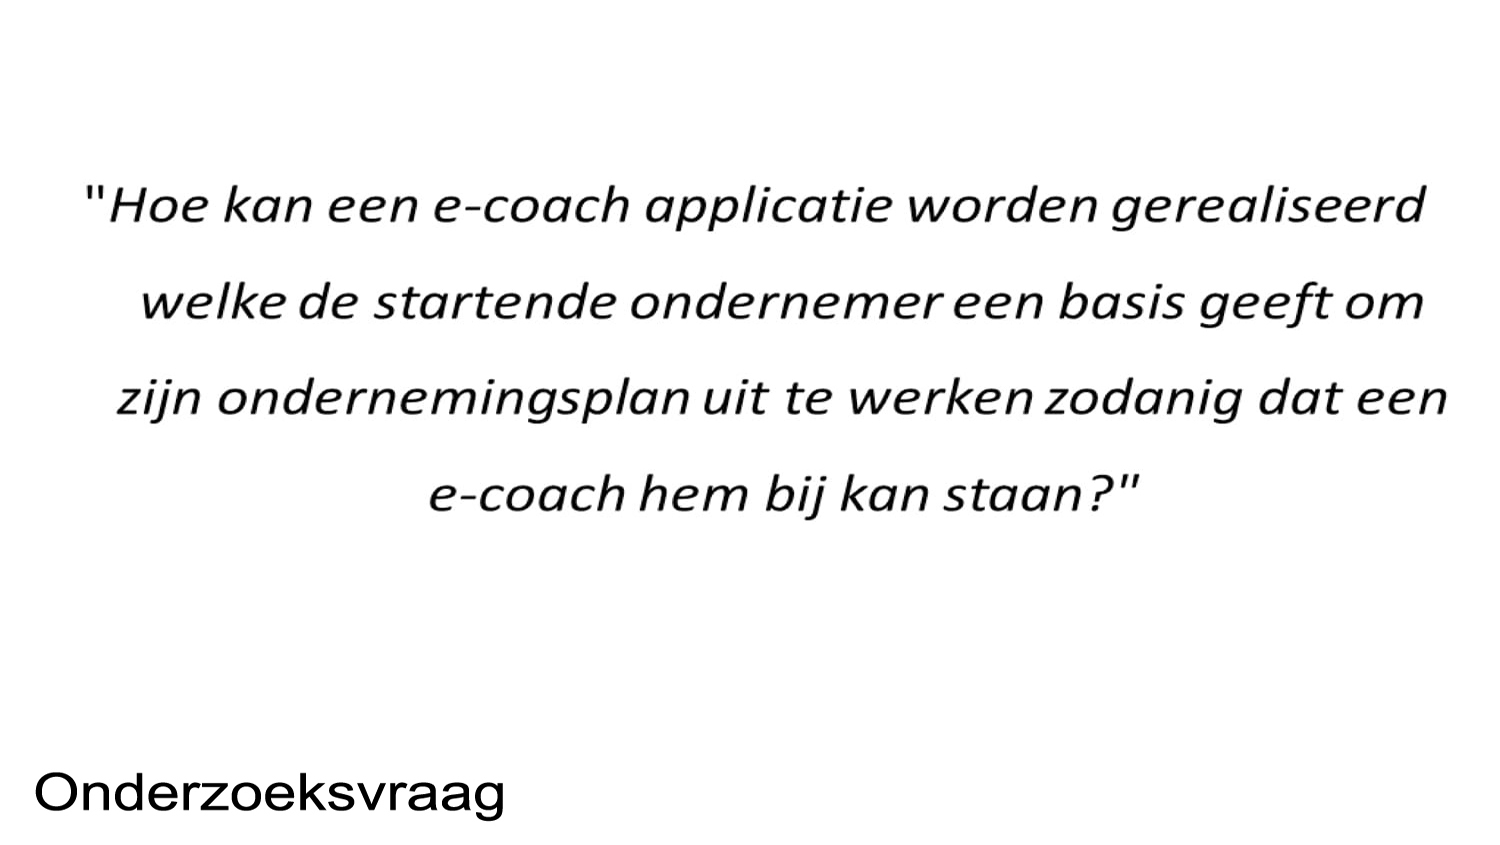 "Hoe kan een e-coach applicatie worden gerealiseerd
welke de startende ondernemer een basis geeft om
zijn ondernemingsplan uit te werken zodanig dat een
e-coach hem bij kan staan?"
Onderzoeksvraag